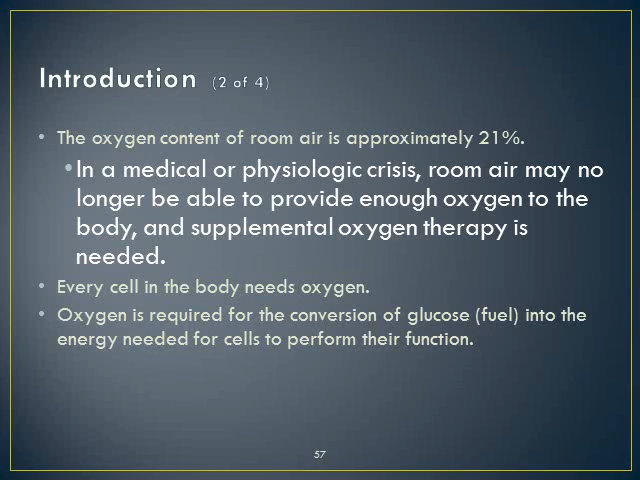 Introduction (2 of 4)
• The oxygen content of room air is approximately 21%.
• In a medical or physiologic crisis, room air may no
longer be able to provide enough oxygen to the
body, and supplemental oxygen therapy is
needed.
• Every cell in the body needs oxygen.
• Oxygen is required for the conversion of glucose (fuel) into the
energy needed for cells to perform their function.
57